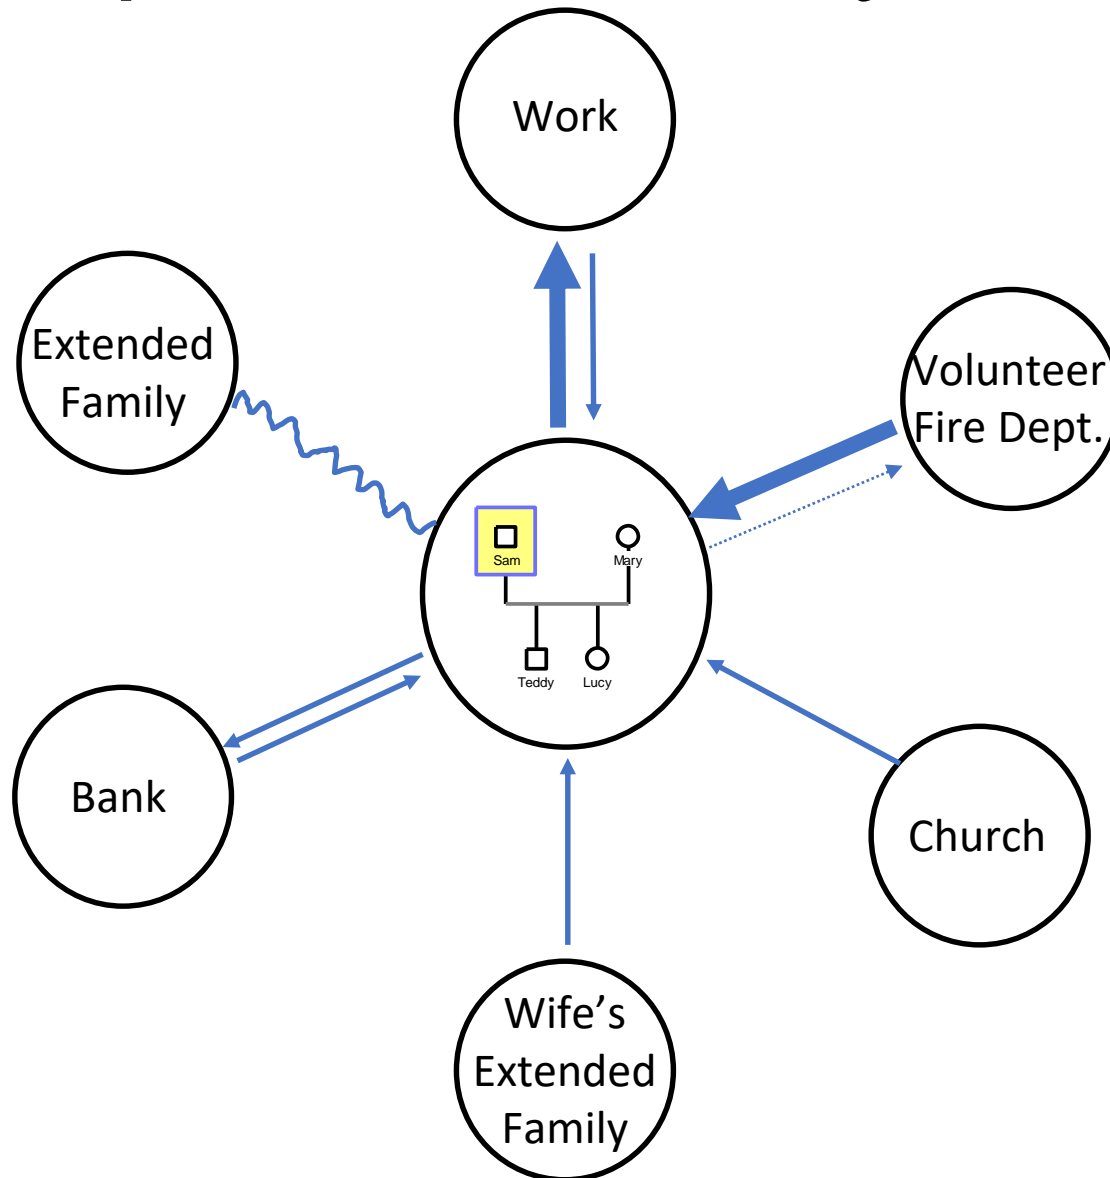 Work
Extended
Family
Volunteer
Fire Dept.
Sam
Mary
Teddy
Lucy
Bank
Church
Wife’s
Extended
Family